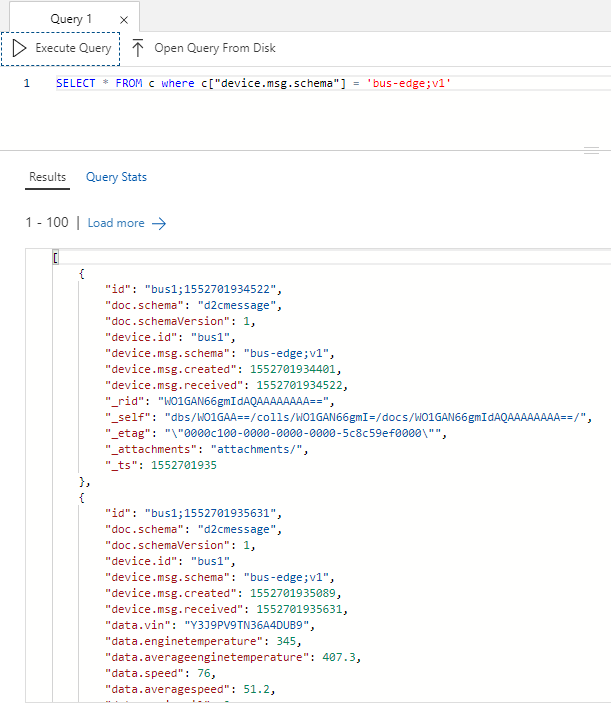 Query 1
Execute Query Open Query From Disk
1 SELECT * FROM c where c["device.msg.schema"] = 'bus-edge;v1'
Results Query Stats
1 - 100 | Load more
[
{
"id": "bus1;1552701934522",
"doc.schema": "d2cmessage",
"doc.schemaVersion": 1,
"device.id": "bus1",
"device.msg.schema": "bus-edge;v1",
"device.msg.created": 1552701934401,
"device.msg.received": 1552701934522,
"_rid": "WO1GAN66gmIdAQAAAAAAAA==",
"_self": "dbs/WO1GAA==/colls/WO1GAN66gmI=/docs/WO1GAN66gmIdAQAAAAAAAA==/",
"_etag": "\"0000c100-0000-0000-0000-5c8c59ef0000\"",
"_attachments": "attachments/",
"_ts": 1552701935
},
{
"id": "bus1;1552701935631",
"doc.schema": "d2cmessage",
"doc.schemaVersion": 1,
"device.id": "bus1",
"device.msg.schema": "bus-edge;v1",
"device.msg.created": 1552701935089,
"device.msg.received": 1552701935631,
"data.vin": "Y3J9PV9TN36A4DUB9",
"data.enginetemperature": 345,
"data.averageenginetemperature": 407.3,
"data.speed": 76,
"data.averagespeed": 51.2,